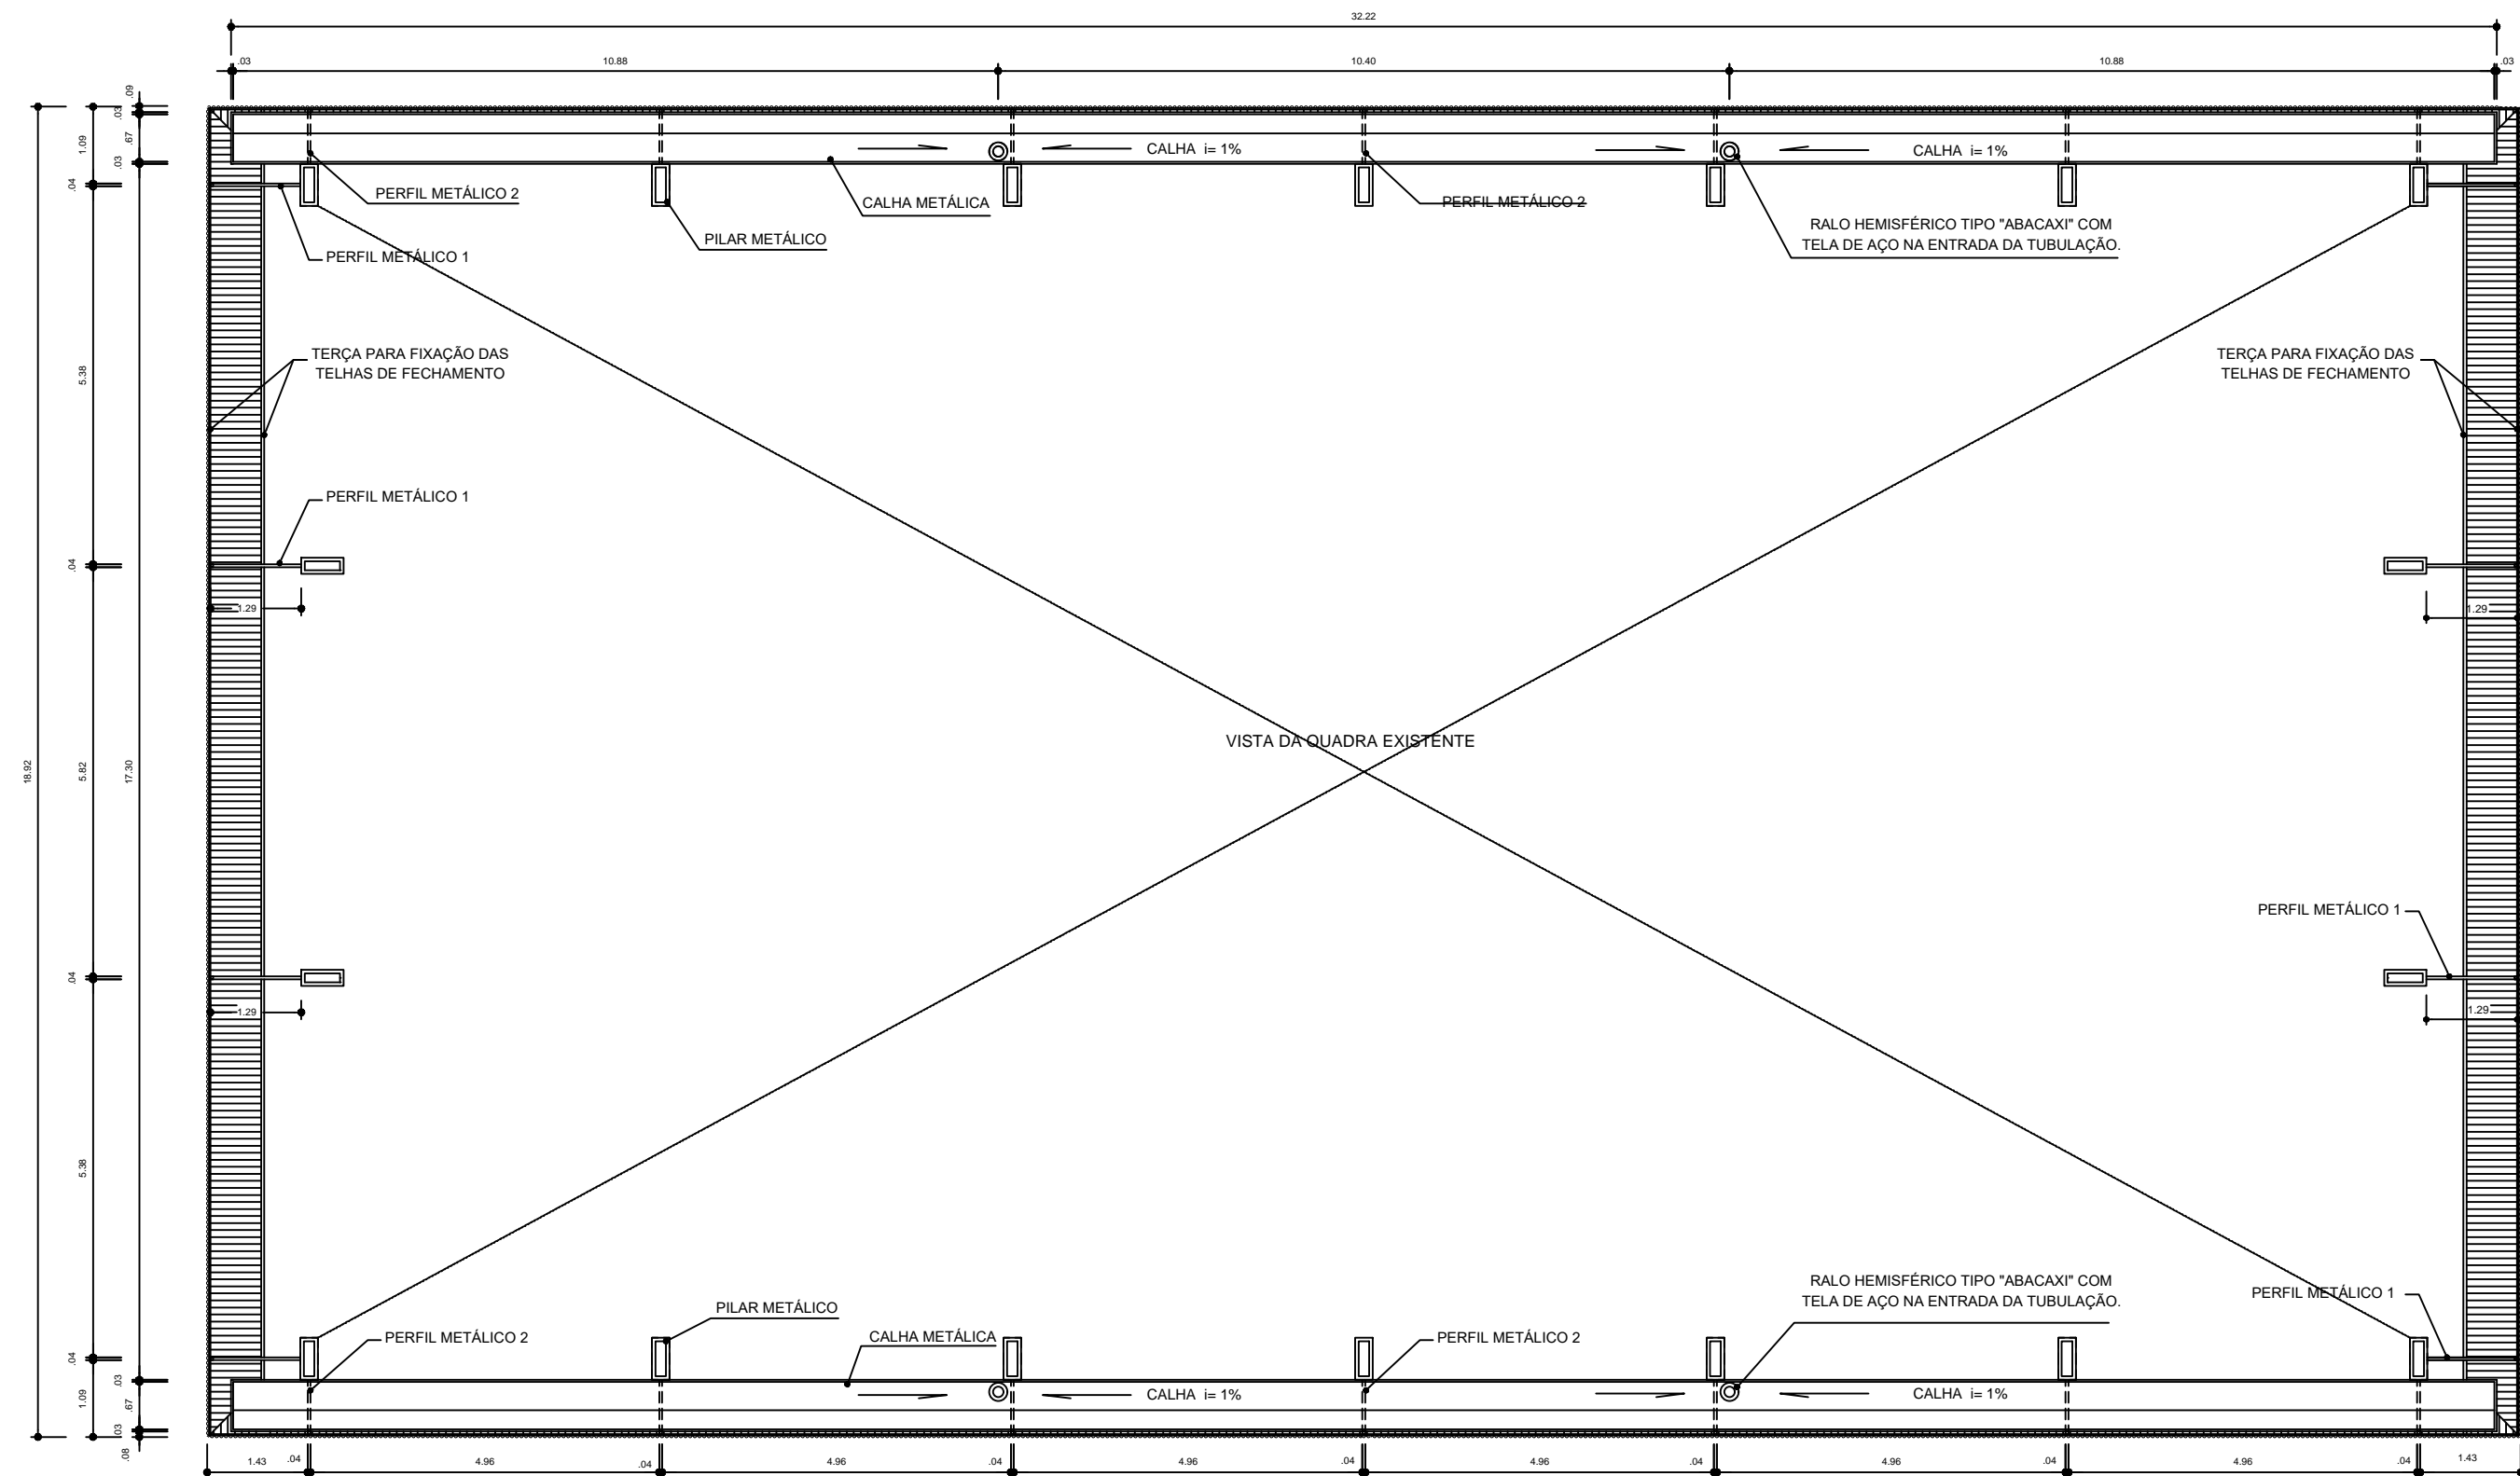 32.22
.03
10.88
10.40
10.88
.03
.09
.03
.67
.03
1.09
.04
5.38
.04
5.82
17.30
18.92
.04
5.38
.04
1.09
.03
.67
.03
.08
CALHA i= 1%
CALHA i= 1%
PERFIL METÁLICO 2
CALHA METÁLICA
PERFIL METÁLICO 2
PILAR METÁLICO
RALO HEMISFÉRICO TIPO "ABACAXI" COM
TELA DE AÇO NA ENTRADA DA TUBULAÇÃO.
PERFIL METÁLICO 1
TERÇA PARA FIXAÇÃO DAS
TELHAS DE FECHAMENTO
TERÇA PARA FIXAÇÃO DAS
TELHAS DE FECHAMENTO
PERFIL METÁLICO 1
1.29
1.29
VISTA DA QUADRA EXISTENTE
PERFIL METÁLICO 1
1.29
1.29
RALO HEMISFÉRICO TIPO "ABACAXI" COM
TELA DE AÇO NA ENTRADA DA TUBULAÇÃO.
PERFIL METÁLICO 1
PILAR METÁLICO
PERFIL METÁLICO 2
CALHA METÁLICA
PERFIL METÁLICO 2
CALHA i= 1%
CALHA i= 1%
1.43
.04
4.96
.04
4.96
.04
4.96
.04
4.96
.04
4.96
.04
4.96
.04
1.43